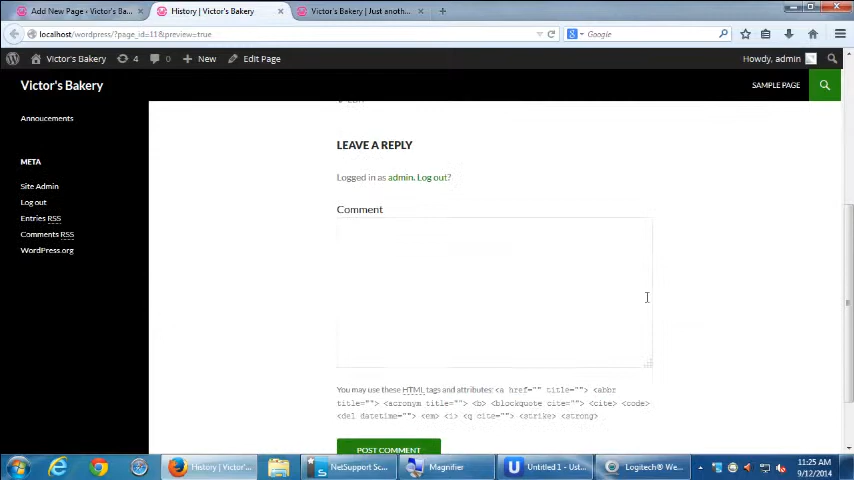 Add New Page ‹ Victor's Ba...
History | Victor's Bakery
Victor's Bakery | Just anoth...
localhost/wordpress/?page_id=11&preview=true
Google
Victor's Bakery
4
0
New
Edit Page
Howdy, admin
Victor's Bakery
SAMPLE PAGE
Annoucements
META
Site Admin
Log out
Entries RSS
Comments RSS
WordPress.org
LEAVE A REPLY
Logged in as admin. Log out?
Comment
You may use these HTML tags and attributes: <a href="" title=""> <abbr
title=""> <acronym title=""> <b> <blockquote cite=""> <cite> <code>
<del datetime=""> <em> <i> <q cite=""> <strike> <strong>
POST COMMENT
History | Victor'...
NetSupport Sc...
Magnifier
Untitled 1 - Ust...
Logitech® We...
11:25 AM
9/12/2014